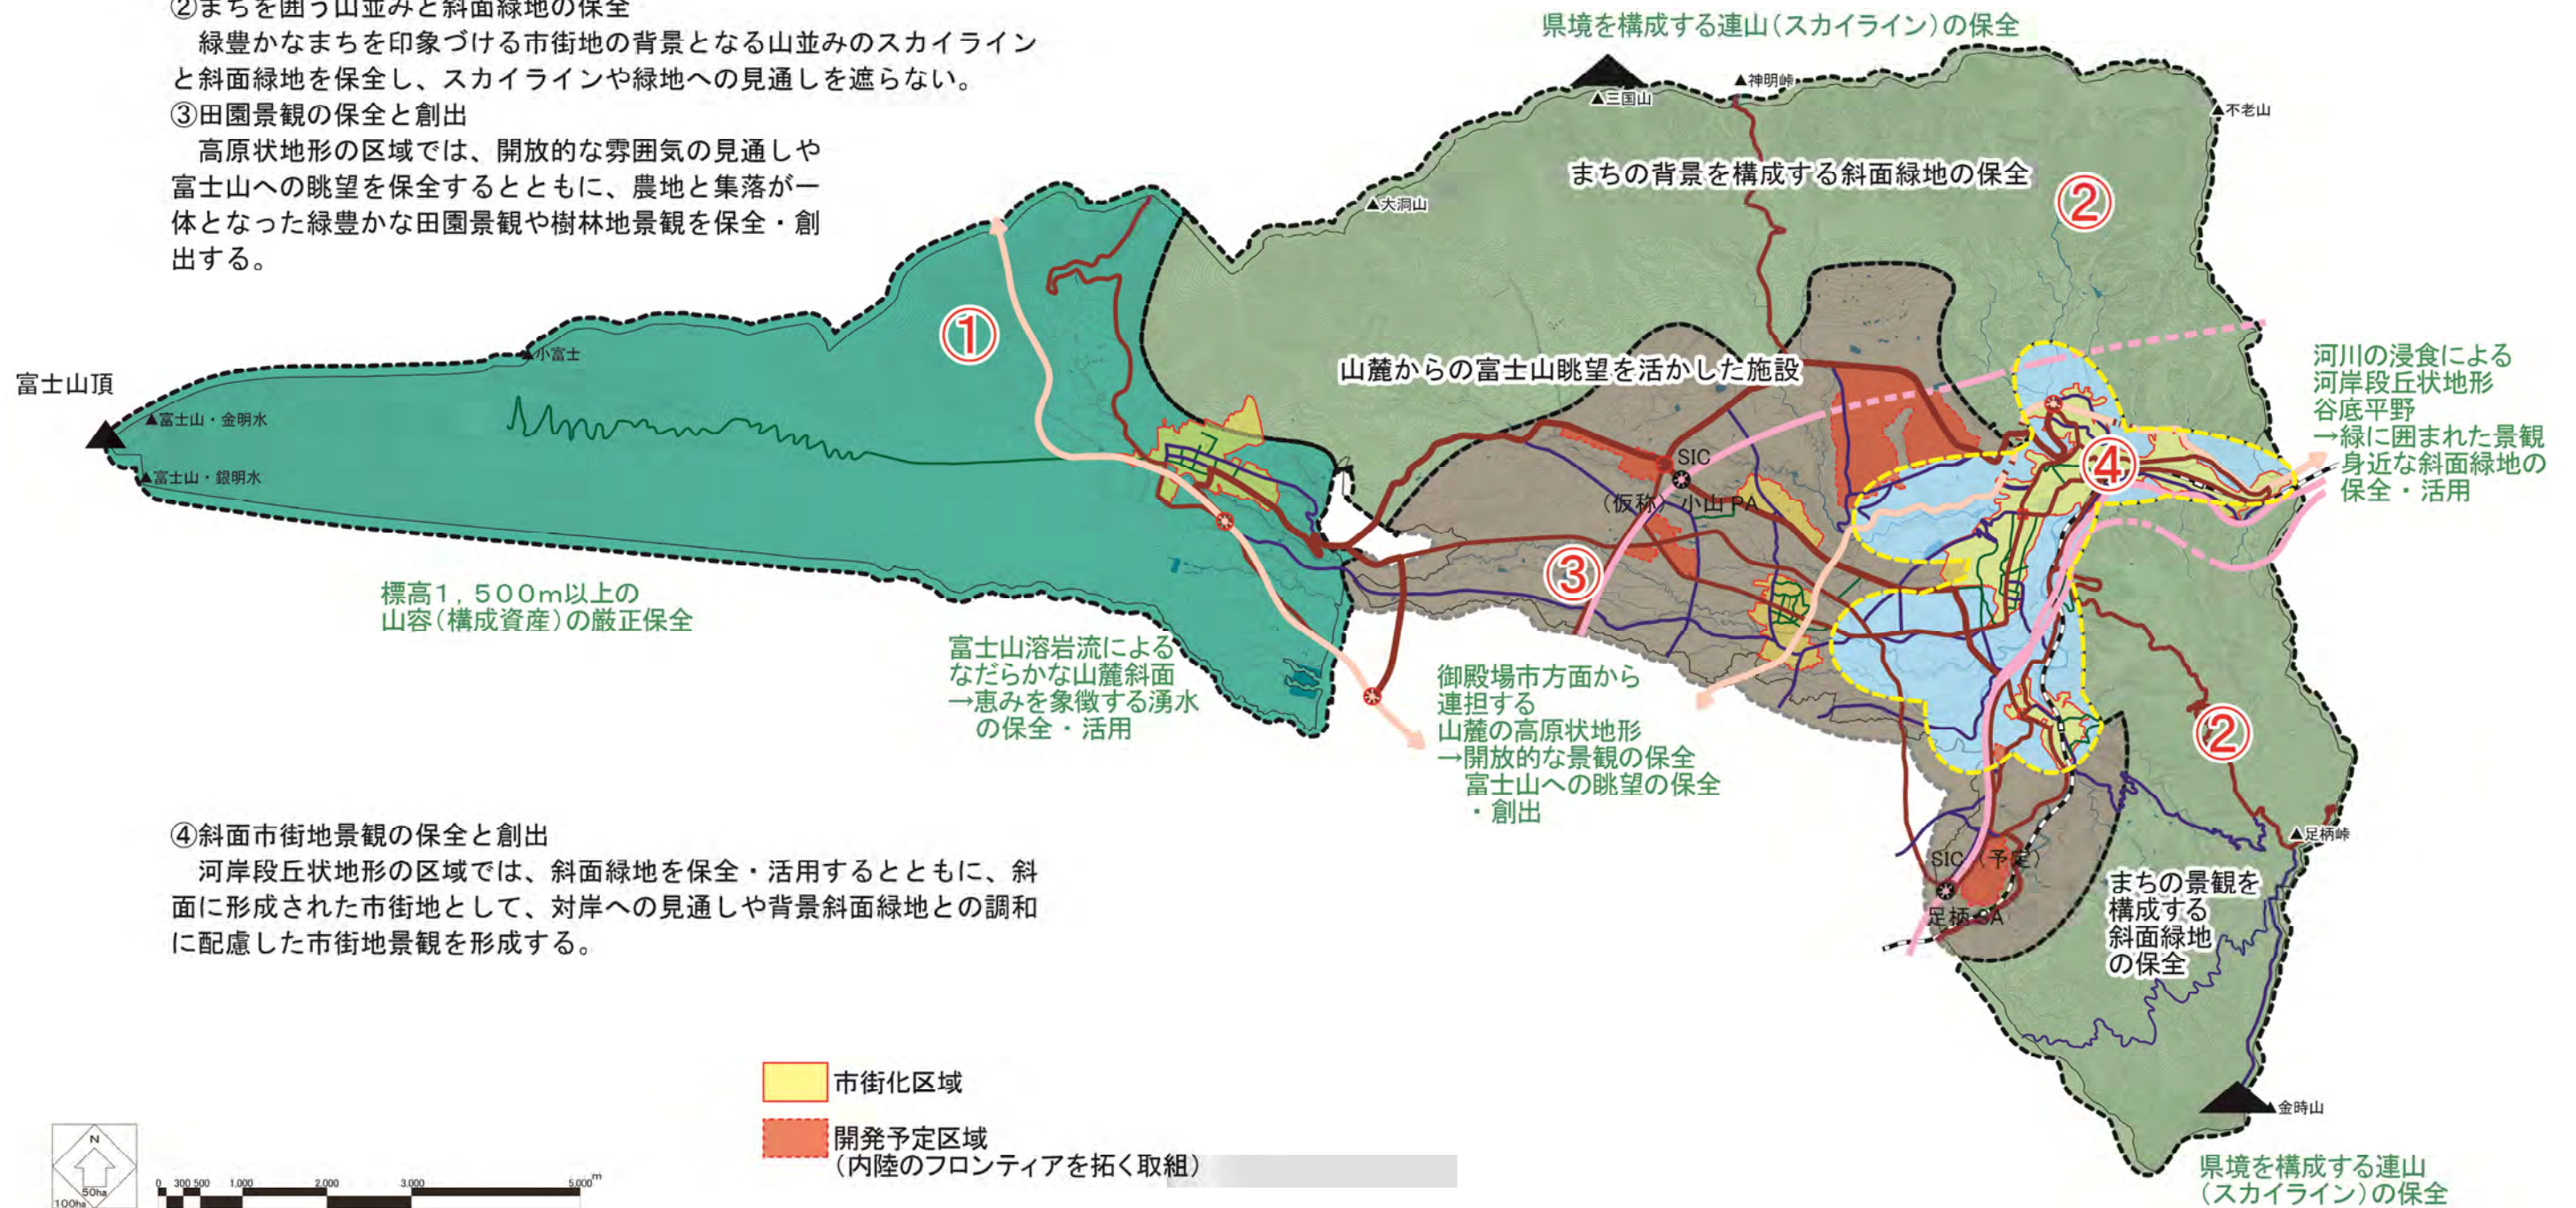 ②まちを囲う山並みと斜面緑地の保全
緑豊かなまちを印象づける市街地の背景となる山並みのスカイライン
と斜面緑地を保全し、スカイラインや緑地への見通しを遮らない。
③田園景観の保全と創出
高原状地形の区域では、開放的な雰囲気の見通しや
富士山への眺望を保全するとともに、農地と集落が一
体となった緑豊かな田園景観や樹林地景観を保全・創
出する。
県境を構成する連山(スカイライン)の保全
▲三国山
▲神明峠
▲不老山
▲大洞山
まちの背景を構成する斜面緑地の保全
②
①
山麓からの富士山眺望を活かした施設
▲小富士
富士山頂
▲富士山・金明水
▲富士山・銀明水
河川の浸食による
河岸段丘状地形
谷底平野
→緑に囲まれた景観
身近な斜面緑地の
保全・活用
④
SIC
(仮称)小山PA
③
標高1,500m以上の
山容(構成資産)の厳正保全
富士山溶岩流による
なだらかな山麓斜面
→恵みを象徴する湧水
の保全・活用
御殿場市方面から
連担する
山麓の高原状地形
→開放的な景観の保全
富士山への眺望の保全
・創出
②
▲足柄峠
SIC(予定)
足柄SA
まちの景観を
構成する
斜面緑地
の保全
④斜面市街地景観の保全と創出
河岸段丘状地形の区域では、斜面緑地を保全・活用するとともに、斜
面に形成された市街地として、対岸への見通しや背景斜面緑地との調和
に配慮した市街地景観を形成する。
▲金時山
県境を構成する連山
(スカイライン)の保全
市街化区域
開発予定区域
(内陸のフロンティアを拓く取組)
N
50ha
100ha
0 300 500 1,000 2,000 3,000 5,000m